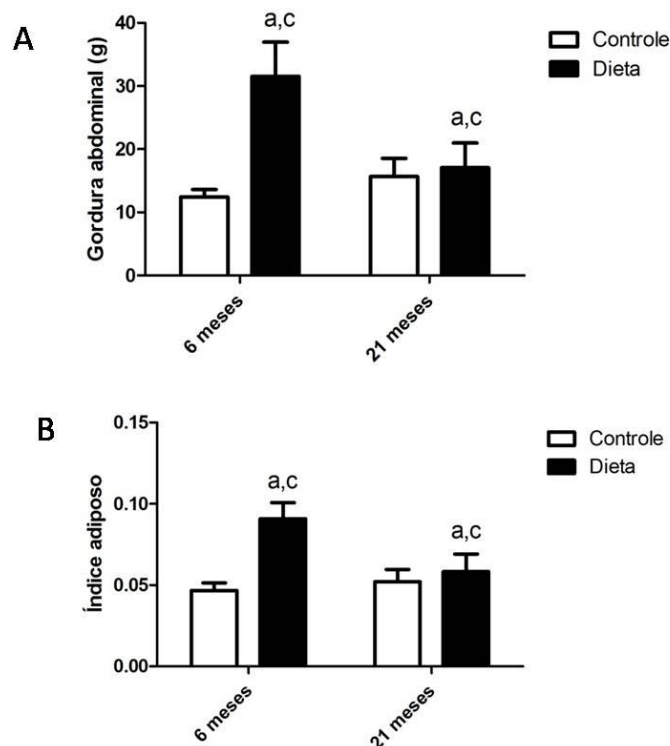 A
Gordura abdominal (g)
40
30
20
10
0
a,c
a,c
6 meses
21 meses
Controle
Dieta
B
Índice adiposo
0.15
0.10
0.05
0.00
a,c
a,c
6 meses
21 meses
Controle
Dieta